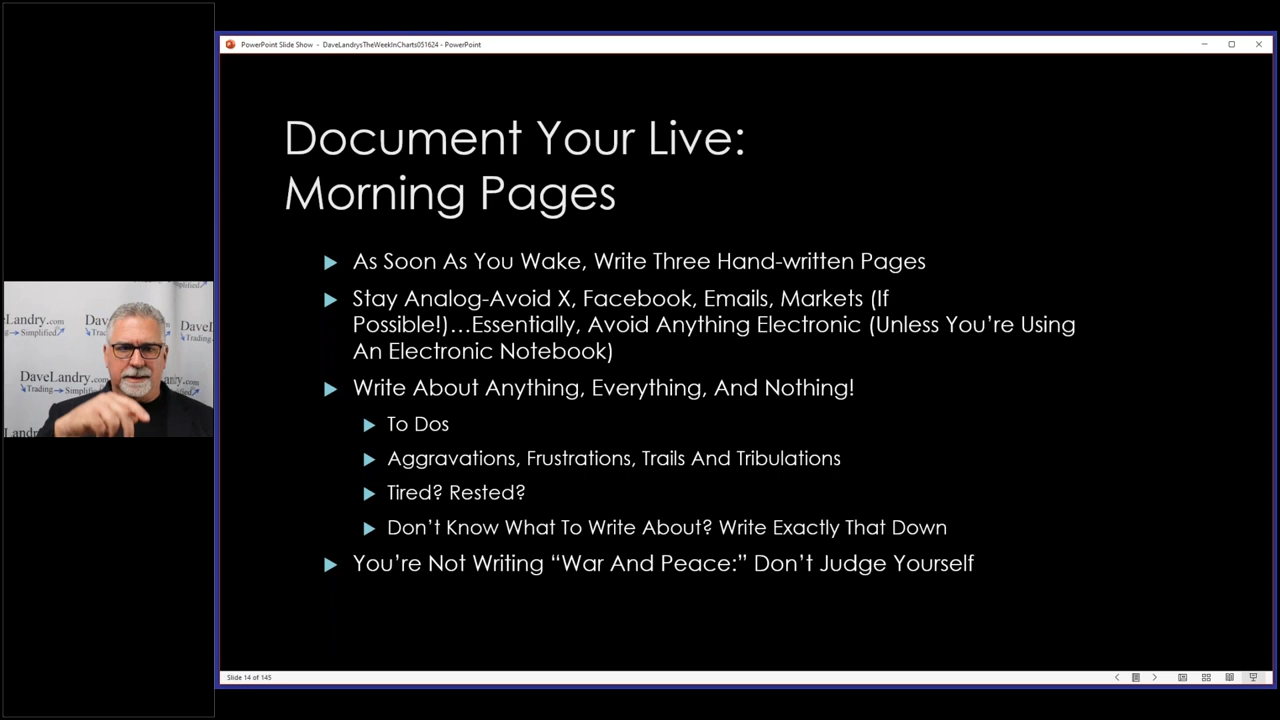 PowerPoint Slide Show - DaveLandrysTheWeekInCharts051624 - PowerPoint
Document Your Live:
Morning Pages
As Soon As You Wake, Write Three Hand-written Pages
Stay Analog-Avoid X, Facebook, Emails, Markets (If
Possible!)…Essentially, Avoid Anything Electronic (Unless You’re Using
An Electronic Notebook)
Write About Anything, Everything, And Nothing!
To Dos
Aggravations, Frustrations, Trails And Tribulations
Tired? Rested?
Don’t Know What To Write About? Write Exactly That Down
You’re Not Writing “War And Peace:” Don’t Judge Yourself
DaveLandry.com
Trading Simplified
Slide 14 of 145